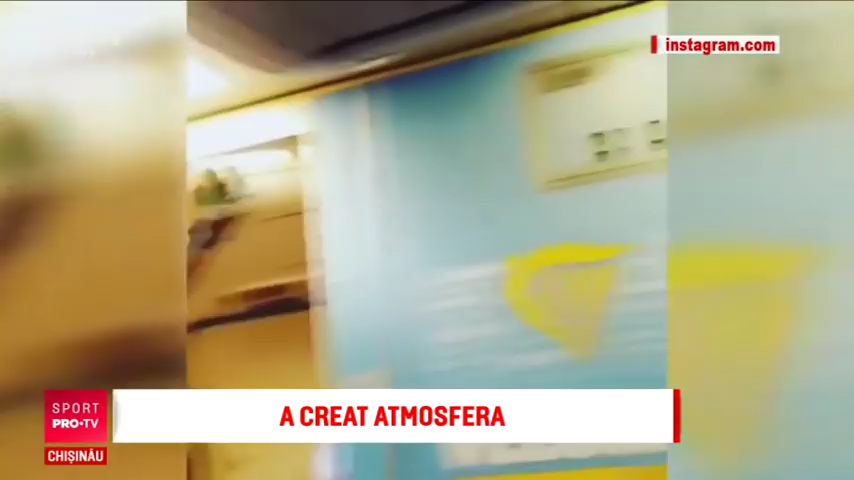 instagram.com
A CREAT ATMOSFERA
SPORT
PRO•TV
CHIȘINĂU